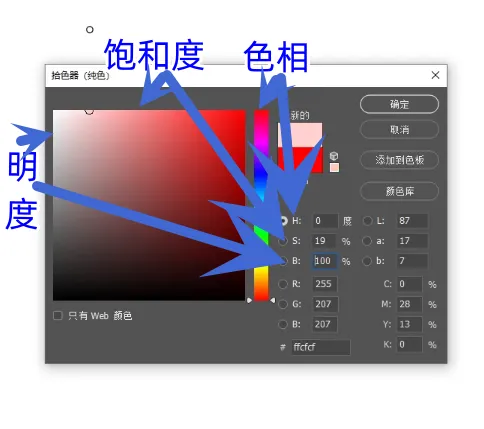 饱和度 色相
拾色器（纯色）
确定
新的
取消
明
度
添加到色板
颜色库
H: 0 度 L: 87
S: 19 % a: 17
B: 100 % b: 7
R: 255 C: 0 %
G: 207 M: 28 %
B: 207 Y: 13 %
只有 Web 颜色
# ffcfcf K: 0 %